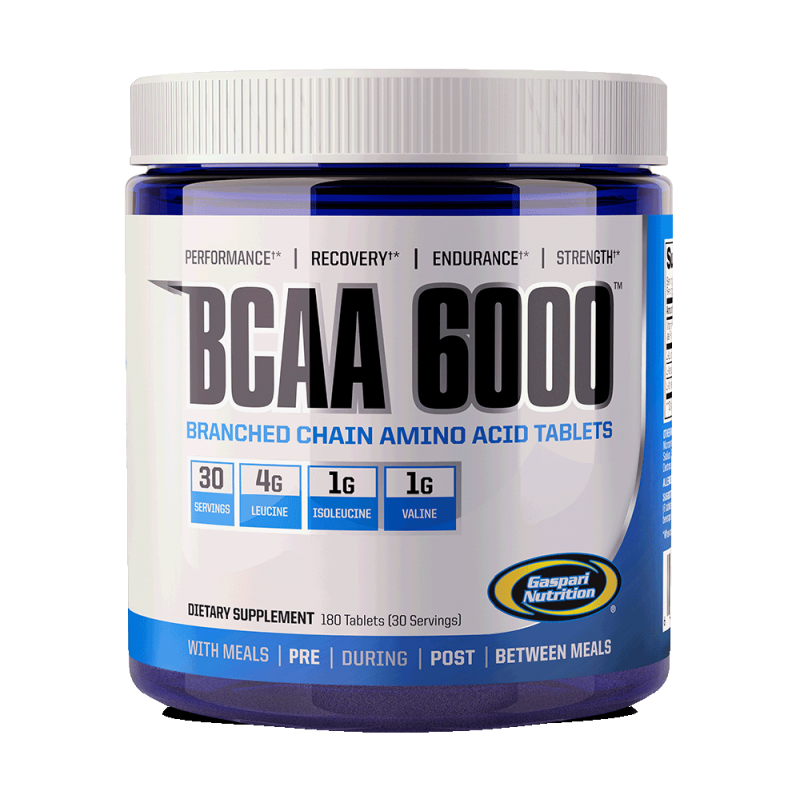 PERFORMANCE†* | RECOVERY†* | ENDURANCE†* | STRENGTH†*
BCAA 6000™
BRANCHED CHAIN AMINO ACID TABLETS
30 4G 1G 1G
SERVINGS LEUCINE ISOLEUCINE VALINE
Gaspari
Nutrition®
DIETARY SUPPLEMENT 180 Tablets (30 Servings)
WITH MEALS | PRE | DURING | POST | BETWEEN MEALS